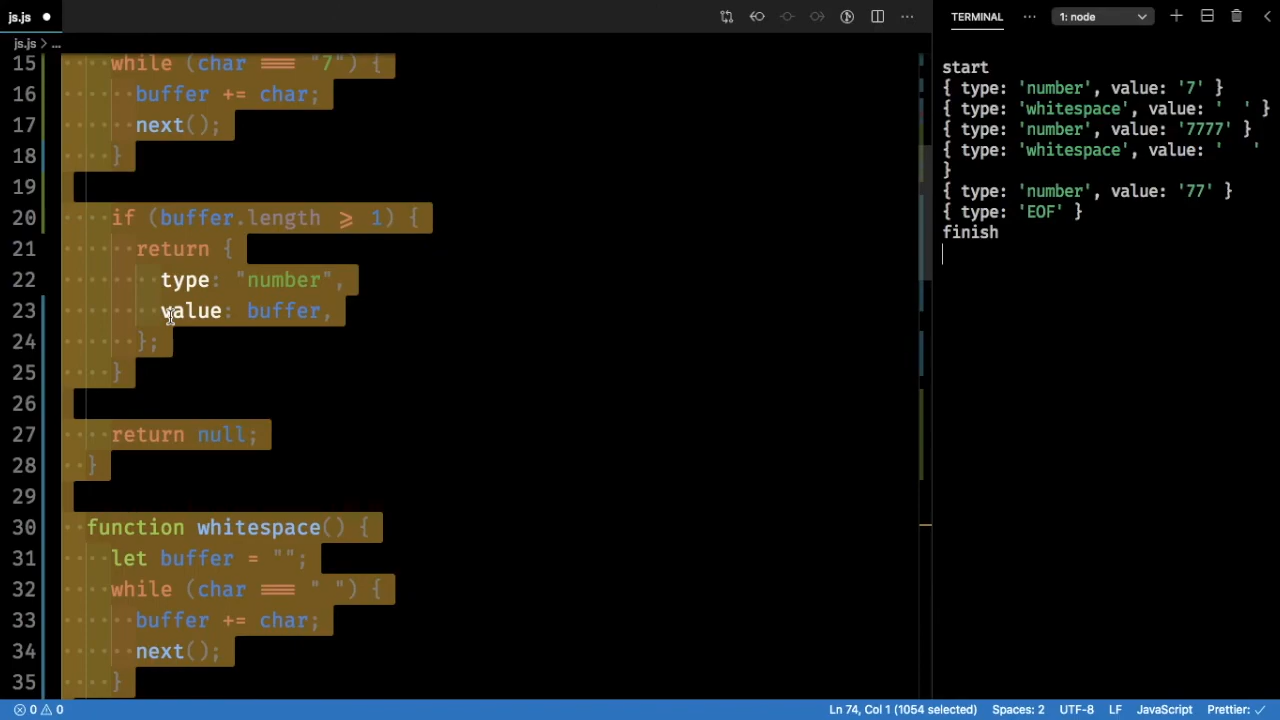 js.js
TERMINAL
1: node
js.js > ...
15 while (char === "7") {
16 buffer += char;
17 next();
18 }
19
20 if (buffer.length >= 1) {
21 return {
22 type: "number",
23 value: buffer,
24 };
25 }
26
27 return null;
28 }
29
30 function whitespace() {
31 let buffer = "";
32 while (char === " ") {
33 buffer += char;
34 next();
35 }
start
{ type: 'number', value: '7' }
{ type: 'whitespace', value: '  ' }
{ type: 'number', value: '7777' }
{ type: 'whitespace', value: '   '
}
{ type: 'number', value: '77' }
{ type: 'EOF' }
finish
0 0
Ln 74, Col 1 (1054 selected) Spaces: 2 UTF-8 LF JavaScript Prettier: ✓